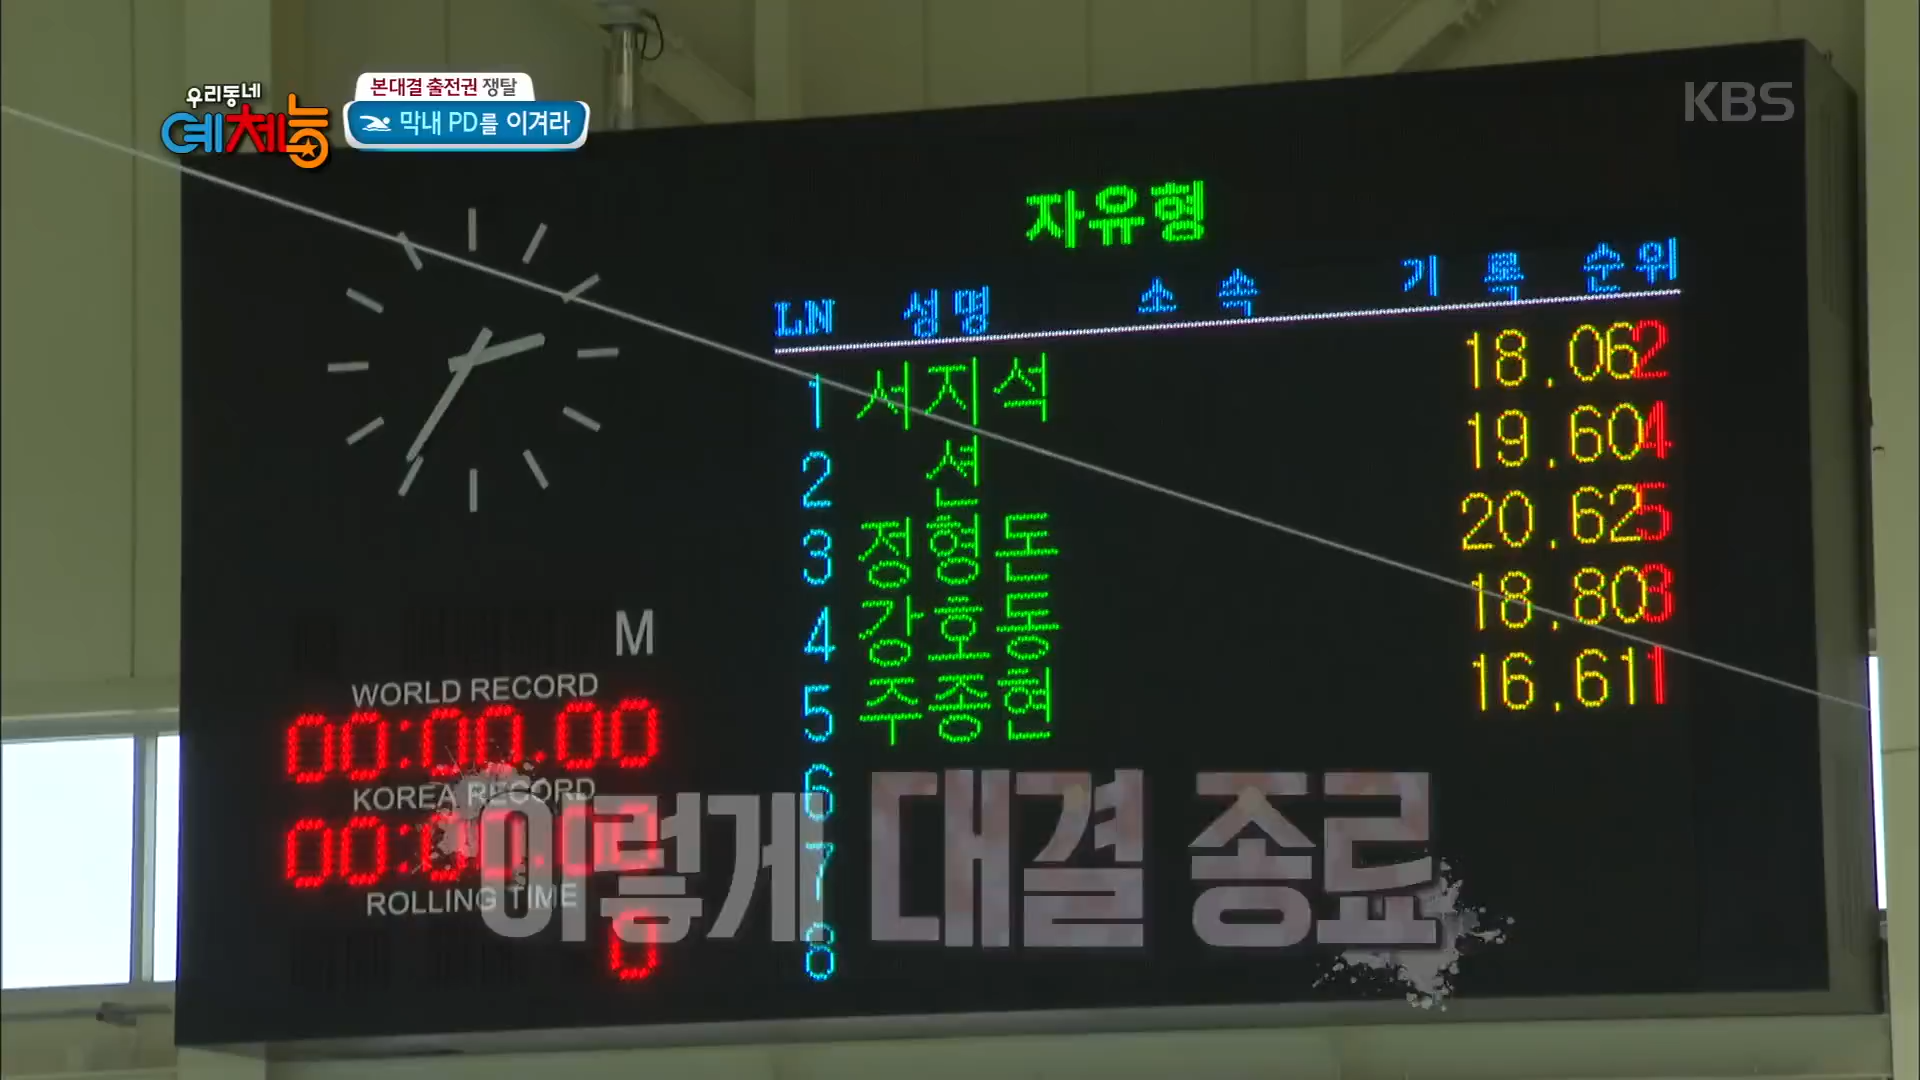 우리동네
예체능
본대결 출전권 쟁탈
막내 PD를 이겨라
KBS
자유형
LN 성명 소속 기록 순위
1 서지석 18.06 2
2 션 19.60 4
3 정형돈 20.62 5
4 강호동 18.80 3
5 주종현 16.61 1
6
7
8
M
WORLD RECORD
00:00.00
KOREA RECORD
00:00.00
ROLLING TIME
0
이렇게 대결 종료